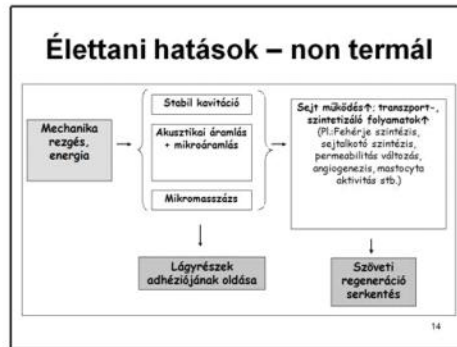 Élettani hatások – non termál
Mechanika
rezgés,
energia
Stabil kavitáció
Akusztikai áramlás
+ mikroáramlás
Mikromasszázs
Sejt működés↑: transzport-,
szintetizáló folyamatok↑
(Pl.:Fehérje szintézis,
sejtalkotó szintézis,
permeabilitás változás,
angiogenezis, mastocyta
aktivitás stb.)
Lágyrészek
adhéziójának oldása
Szöveti
regeneráció
serkentés
14